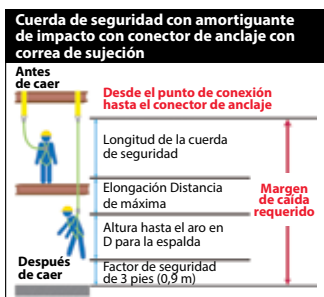 Cuerda de seguridad con amortiguante
de impacto con conector de anclaje con
correa de sujeción
Antes
de caer
Desde el punto de conexión
hasta el conector de anclaje
Longitud de la cuerda
de seguridad
Elongación Distancia
de máxima
Margen
de caída
requerido
Altura hasta el aro en
D para la espalda
Después
de caer
Factor de seguridad
de 3 pies (0,9 m)